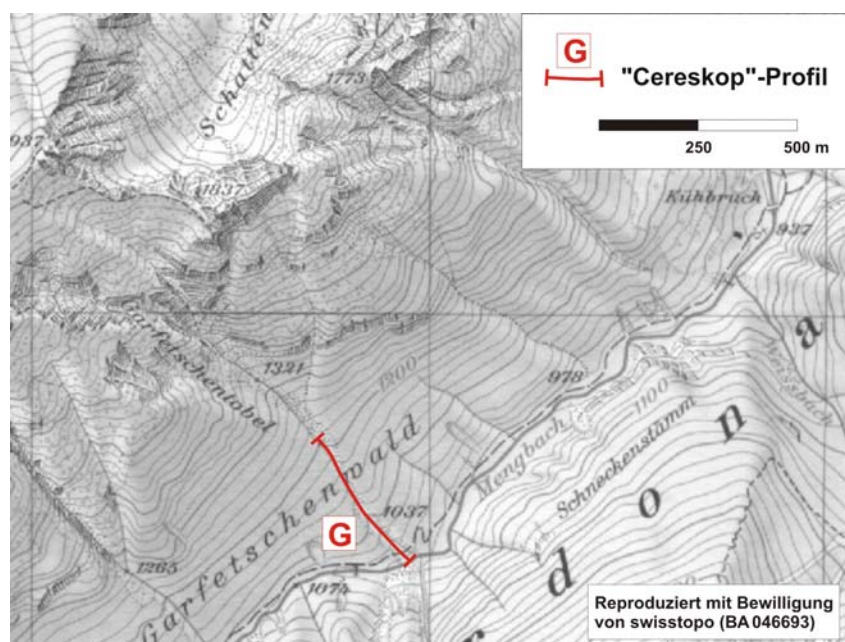 G
"Cereskop"-Profil
250
500 m
Schatten
1773
937
1837
Kühbruch
937
Garfetschentobel
1321
1200
978
a
Weissbach
1100
Mengbach
Schneckenstämm
n
Garfetschenwald
1037
G
o
1265
1074
d
r
Reproduziert mit Bewilligung
von swisstopo (BA 046693)